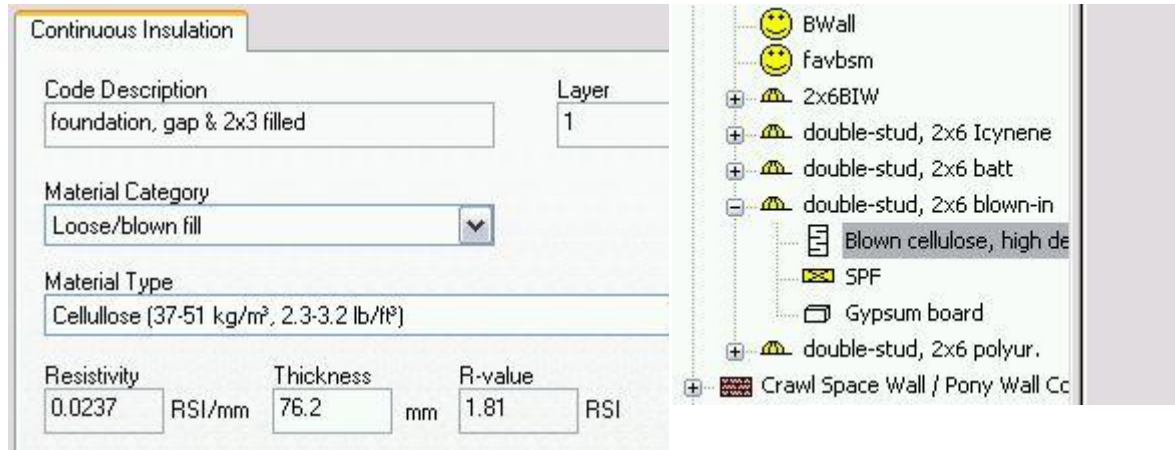 Continuous Insulation
Code Description
Layer
foundation, gap & 2x3 filled
1
Material Category
Loose/blown fill
Material Type
Cellullose (37-51 kg/m³, 2.3-3.2 lb/ft³)
Resistivity
Thickness
R-value
0.0237 RSI/mm 76.2 mm 1.81 RSI
BWall
favbsm
2x6BIW
double-stud, 2x6 Icynene
double-stud, 2x6 batt
double-stud, 2x6 blown-in
Blown cellulose, high de
SPF
Gypsum board
double-stud, 2x6 polyur.
Crawl Space Wall / Pony Wall Cc